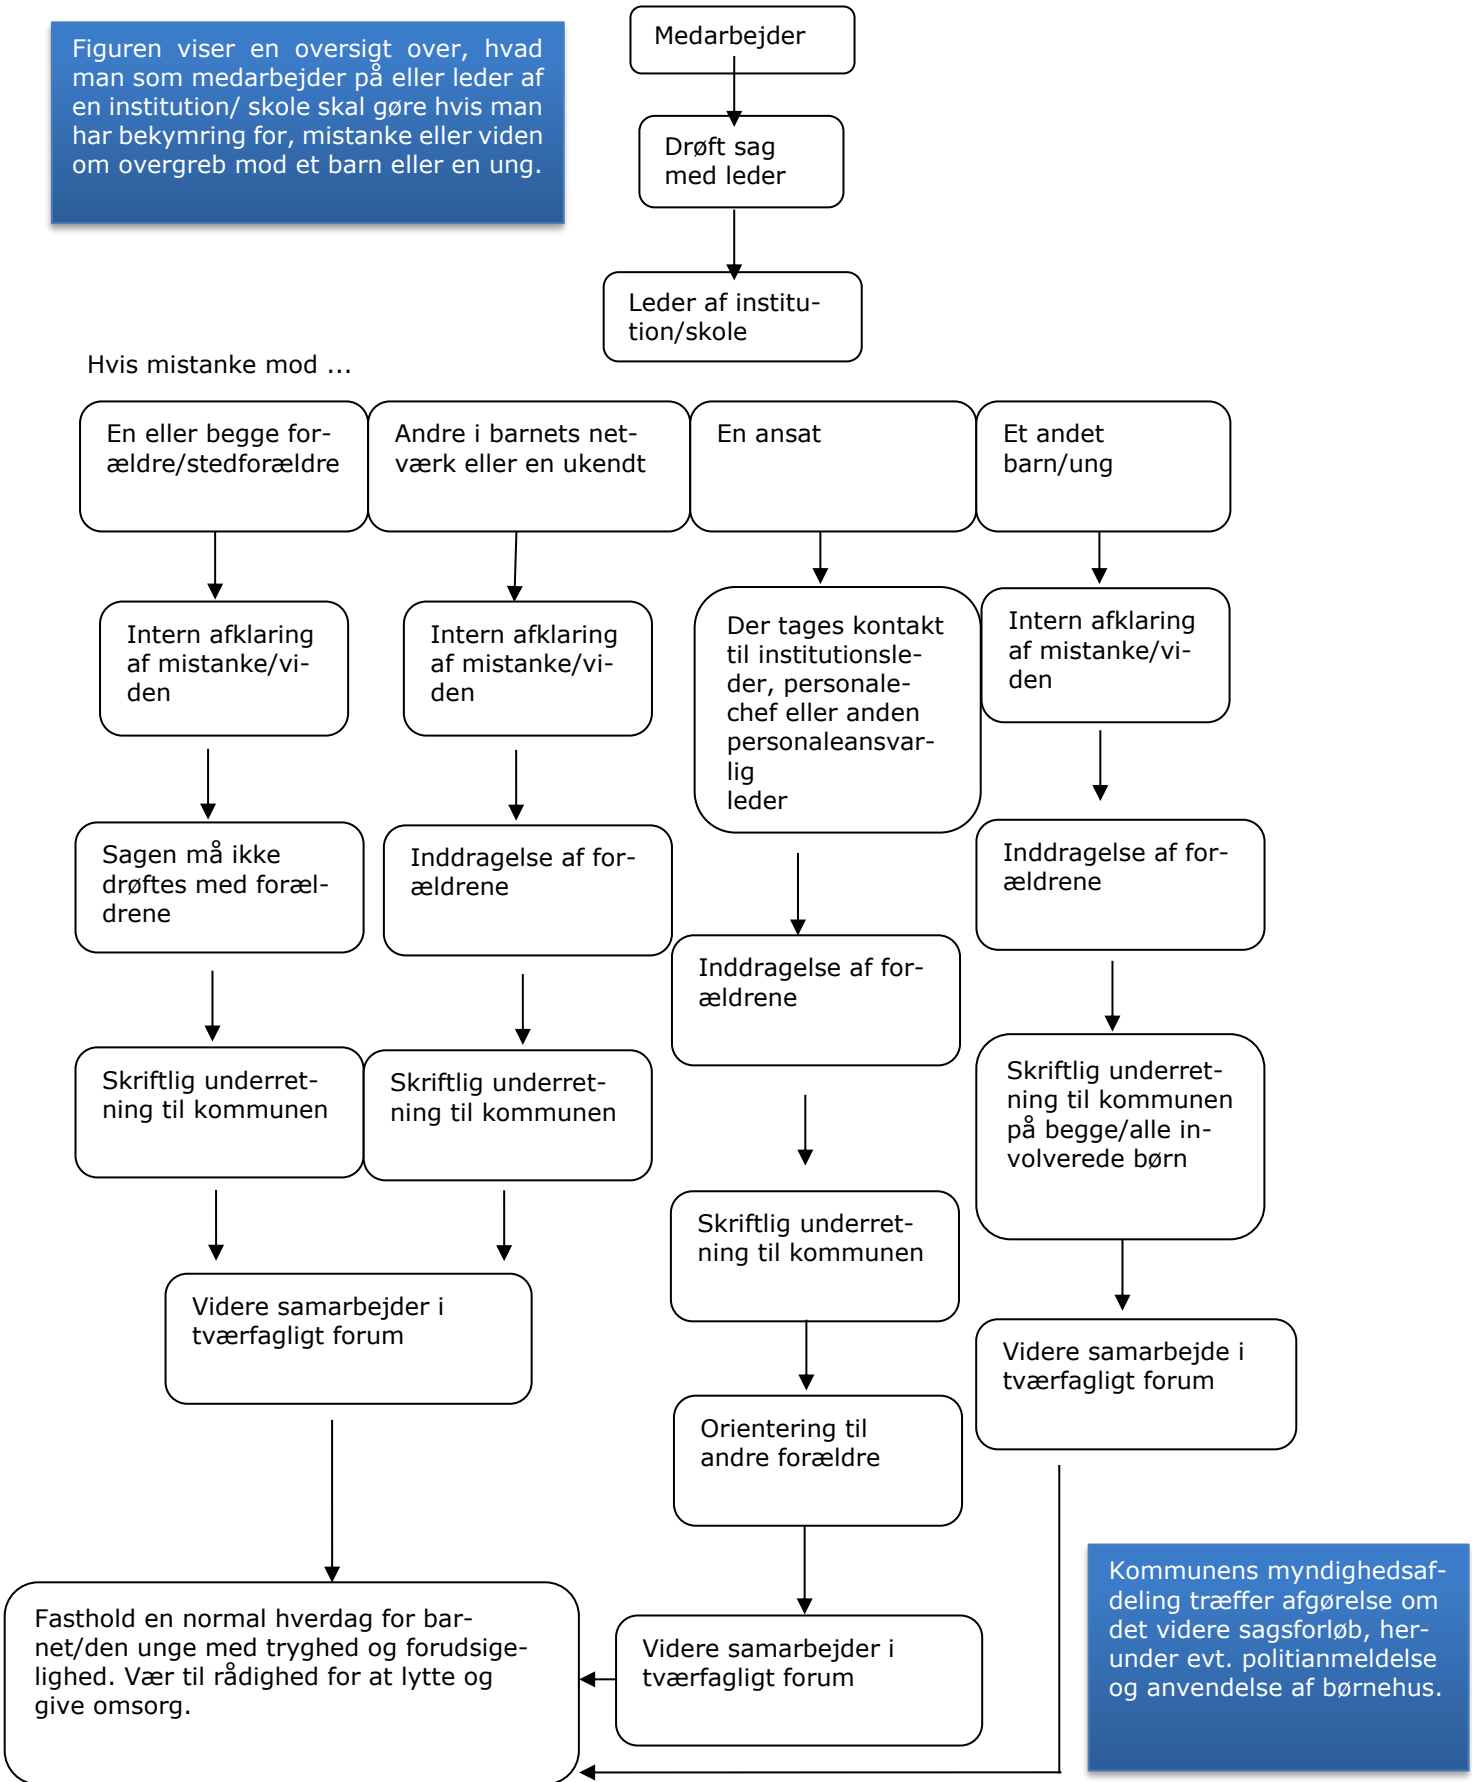 Medarbejder
Figuren viser en oversigt over, hvad
man som medarbejder på eller leder af
en institution/ skole skal gøre hvis man
har bekymring for, mistanke eller viden
om overgreb mod et barn eller en ung.
Drøft sag
med leder
Leder af institu-
tion/skole
Hvis mistanke mod ...
En eller begge for-
ældre/stedforældre
Andre i barnets net-
værk eller en ukendt
En ansat
Et andet
barn/ung
Intern afklaring
af mistanke/vi-
den
Intern afklaring
af mistanke/vi-
den
Der tages kontakt
til institutionsle-
der, personale-
chef eller anden
personaleansvar-
lig
leder
Intern afklaring
af mistanke/vi-
den
Sagen må ikke
drøftes med foræl-
drene
Inddragelse af for-
ældrene
Inddragelse af for-
ældrene
Inddragelse af for-
ældrene
Skriftlig underret-
ning til kommunen
Skriftlig underret-
ning til kommunen
Skriftlig underret-
ning til kommunen
Skriftlig underret-
ning til kommunen
på begge/alle in-
volverede børn
Videre samarbejder i
tværfagligt forum
Orientering til
andre forældre
Videre samarbejde i
tværfagligt forum
Fasthold en normal hverdag for bar-
net/den unge med tryghed og forudsige-
lighed. Vær til rådighed for at lytte og
give omsorg.
Videre samarbejder i
tværfagligt forum
Kommunens myndighedsaf-
deling træffer afgørelse om
det videre sagsforløb, her-
under evt. politianmeldelse
og anvendelse af børnehus.